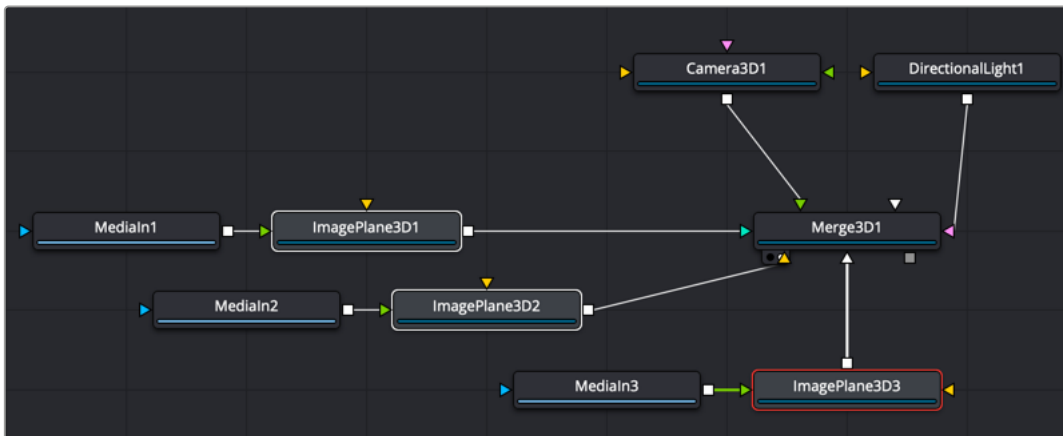 Camera3D1
DirectionalLight1
MediaIn1
ImagePlane3D1
Merge3D1
MediaIn2
ImagePlane3D2
MediaIn3
ImagePlane3D3